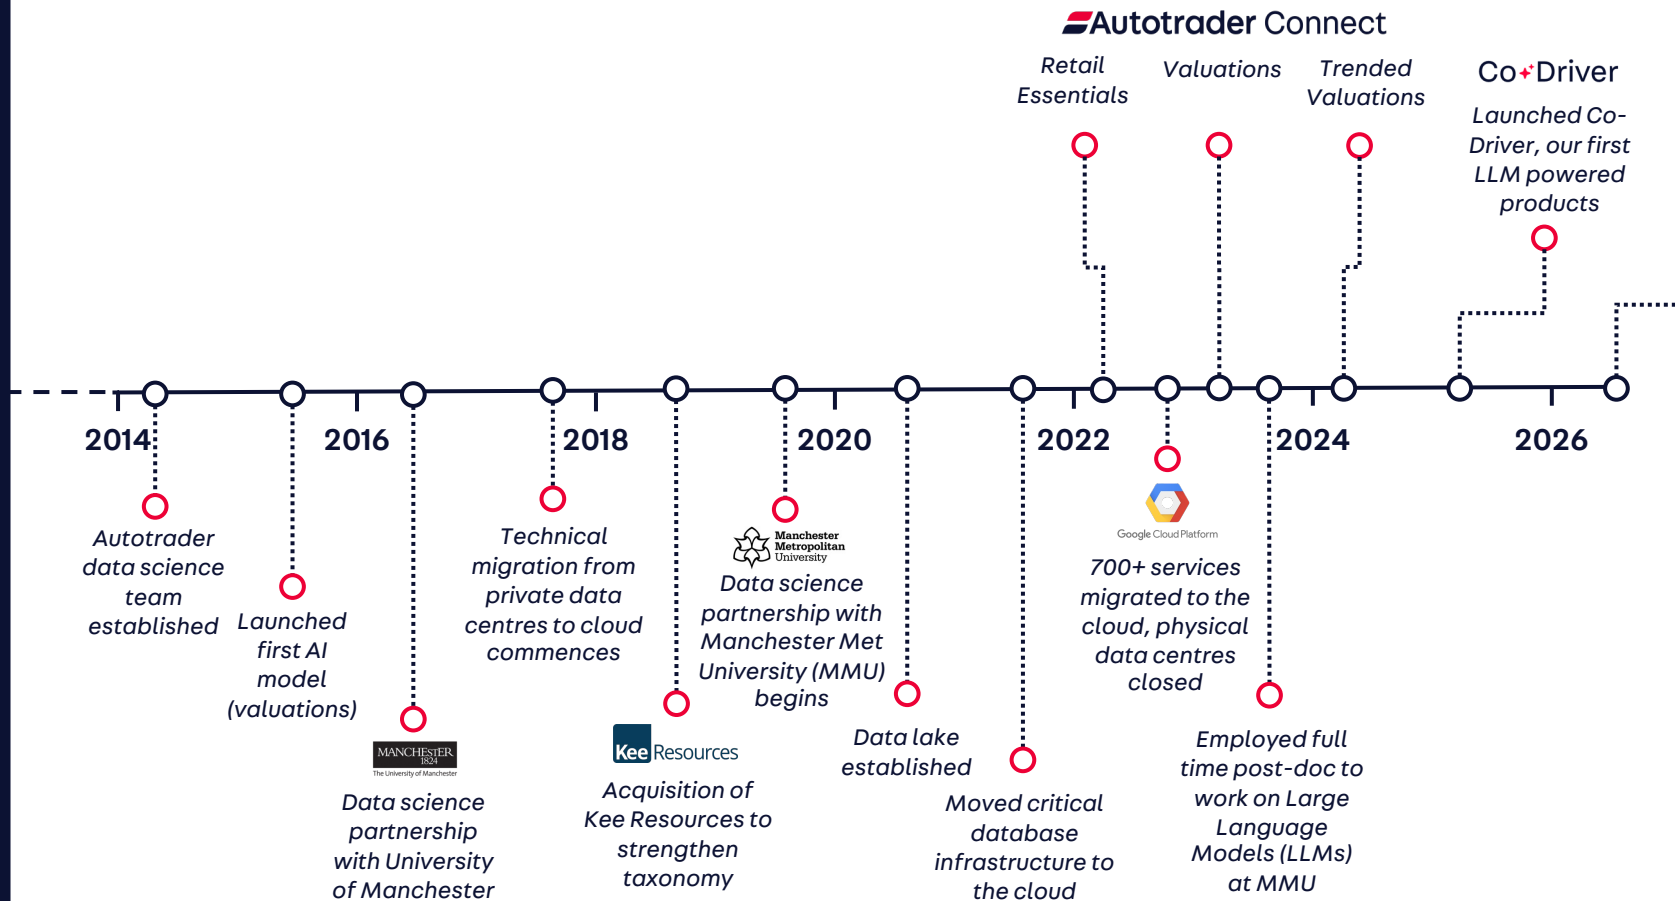 Autotrader Connect
Retail
Essentials
Valuations
Trended
Valuations
Co Driver
Launched Co-
Driver, our first
LLM powered
products
2014
2016
2018
2020
2022
2024
2026
Autotrader
data science
team
established
Launched
first AI
model
(valuations)
MANCHESTER
1824
The University of Manchester
Data science
partnership
with University
of Manchester
Technical
migration from
private data
centres to cloud
commences
Kee Resources
Acquisition of
Kee Resources to
strengthen
taxonomy
Manchester
Metropolitan
University
Data science
partnership with
Manchester Met
University (MMU)
begins
Data lake
established
Moved critical
database
infrastructure to
the cloud
Google Cloud Platform
700+ services
migrated to the
cloud, physical
data centres
closed
Employed full
time post-doc to
work on Large
Language
Models (LLMs)
at MMU